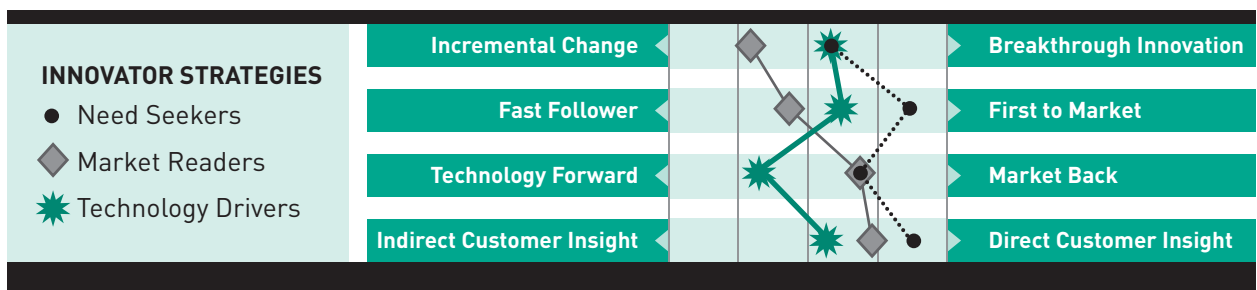 INNOVATOR STRATEGIES
Need Seekers
Market Readers
Technology Drivers
Incremental Change
Breakthrough Innovation
Fast Follower
First to Market
Technology Forward
Market Back
Indirect Customer Insight
Direct Customer Insight